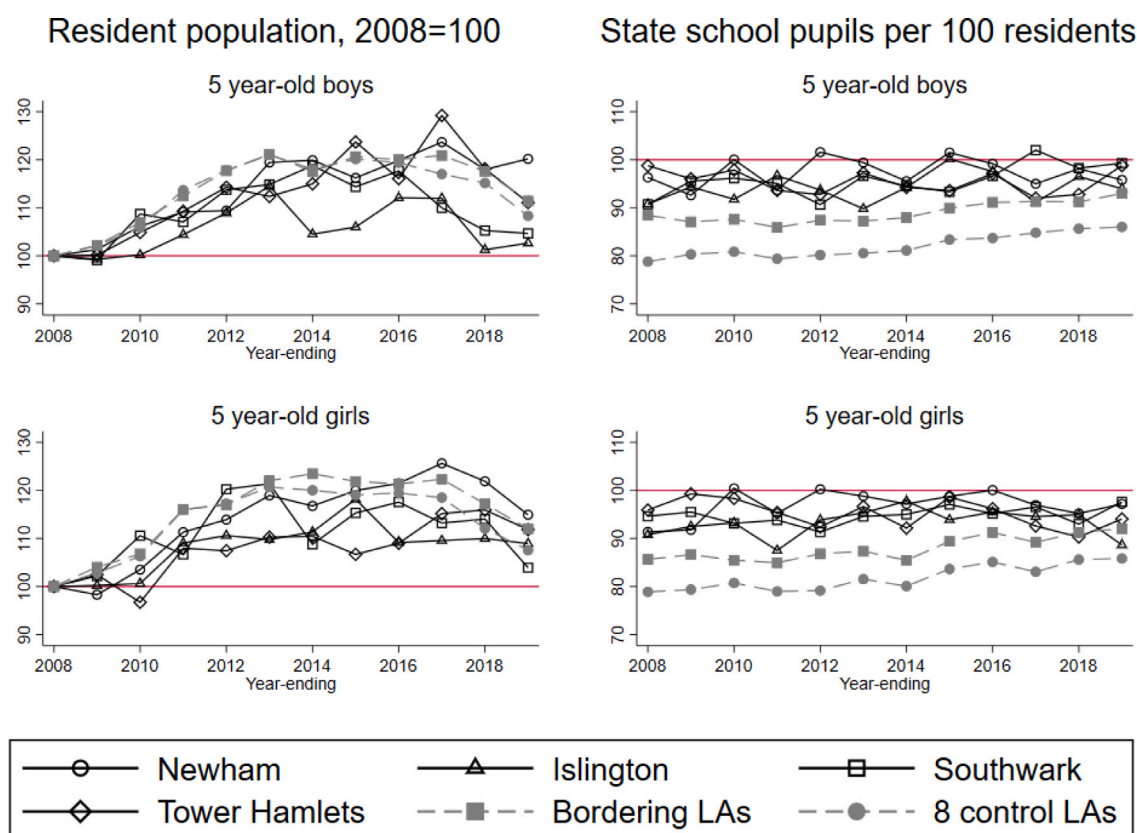 Resident population, 2008=100
State school pupils per 100 residents
5 year-old boys
130
120
110
100
90
2008 2010 2012 2014 2016 2018
Year-ending
5 year-old boys
110
100
90
80
70
2008 2010 2012 2014 2016 2018
Year-ending
5 year-old girls
130
120
110
100
90
2008 2010 2012 2014 2016 2018
Year-ending
5 year-old girls
110
100
90
80
70
2008 2010 2012 2014 2016 2018
Year-ending
Newham Islington Southwark
Tower Hamlets Bordering LAs 8 control LAs